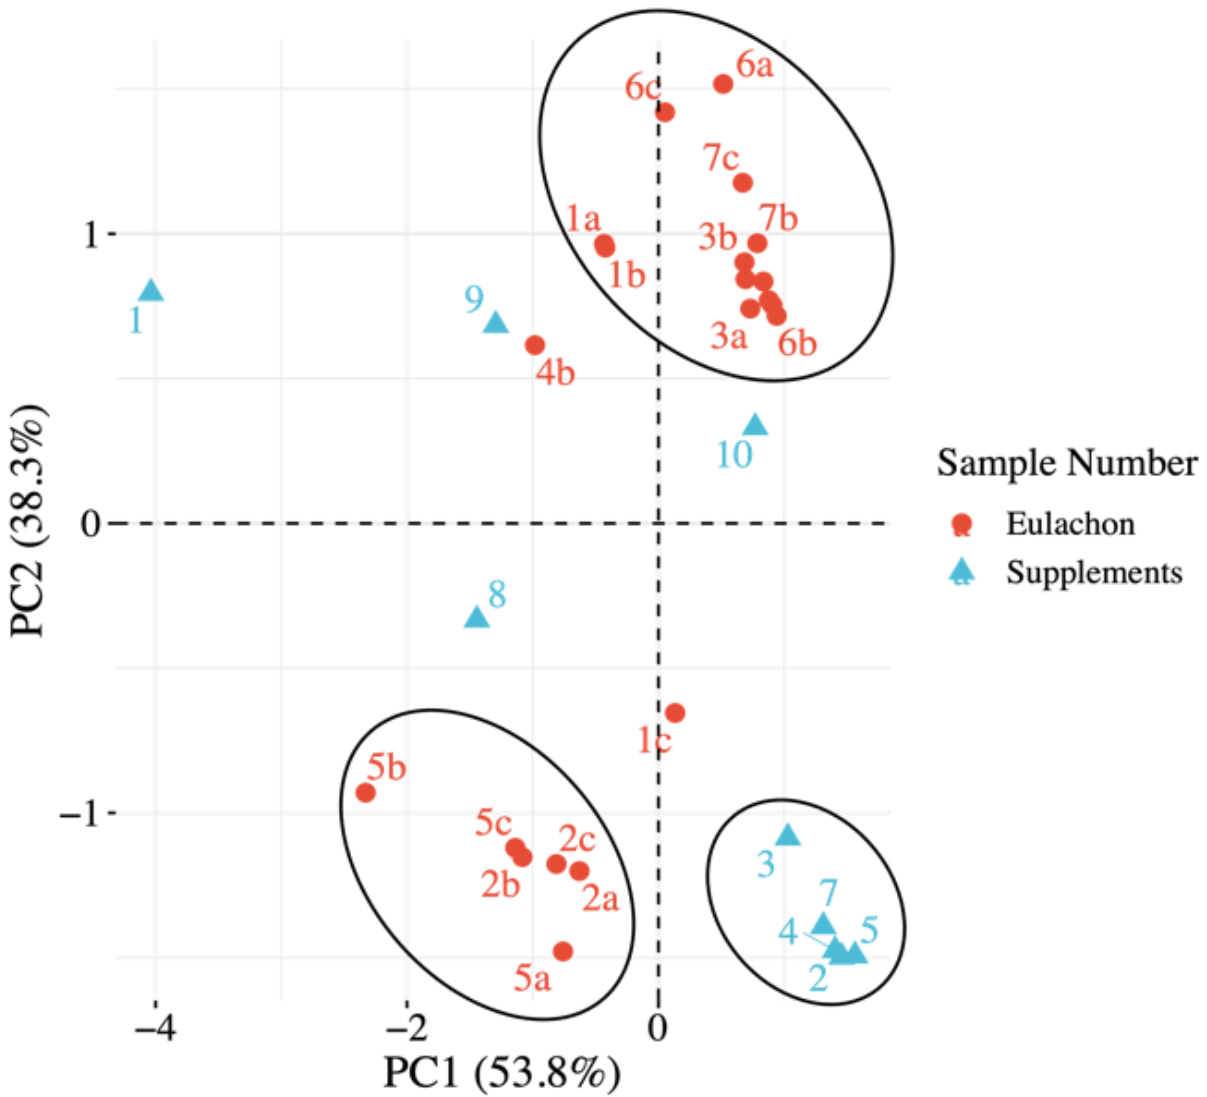 6a
6c
7c
1a
7b
3b
1
1b
9
1
3a
6b
4b
10
PC2 (38.3%)
Sample Number
0
Eulachon
Supplements
8
1c
5b
−1
5c
2c
3
2b
2a
7
4
5
5a
2
−4
−2
0
PC1 (53.8%)